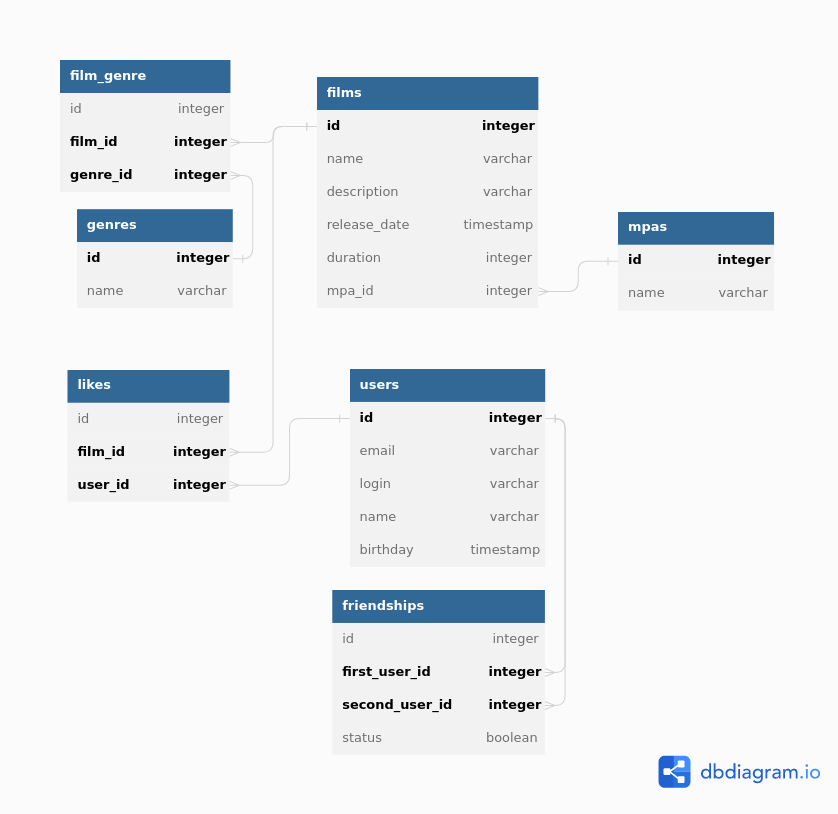 film_genre
id integer
film_id integer
genre_id integer
genres
id integer
name varchar
films
id integer
name varchar
description varchar
release_date timestamp
duration integer
mpa_id integer
mpas
id integer
name varchar
likes
id integer
film_id integer
user_id integer
users
id integer
email varchar
login varchar
name varchar
birthday timestamp
friendships
id integer
first_user_id integer
second_user_id integer
status boolean
dbdiagram.io